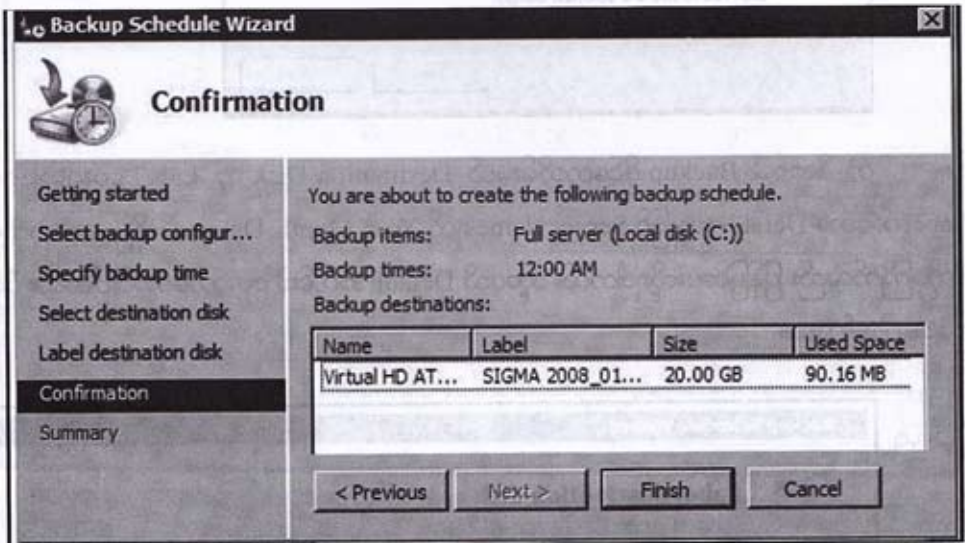 Backup Schedule Wizard
Confirmation
Getting started
Select backup configur...
Specify backup time
Select destination disk
Label destination disk
Confirmation
Summary
You are about to create the following backup schedule.
Backup items: Full server (Local disk (C:))
Backup times: 12:00 AM
Backup destinations:
Name Label Size Used Space
Virtual HD AT... SIGMA 2008_01... 20.00 GB 90.16 MB
< Previous Next > Finish Cancel